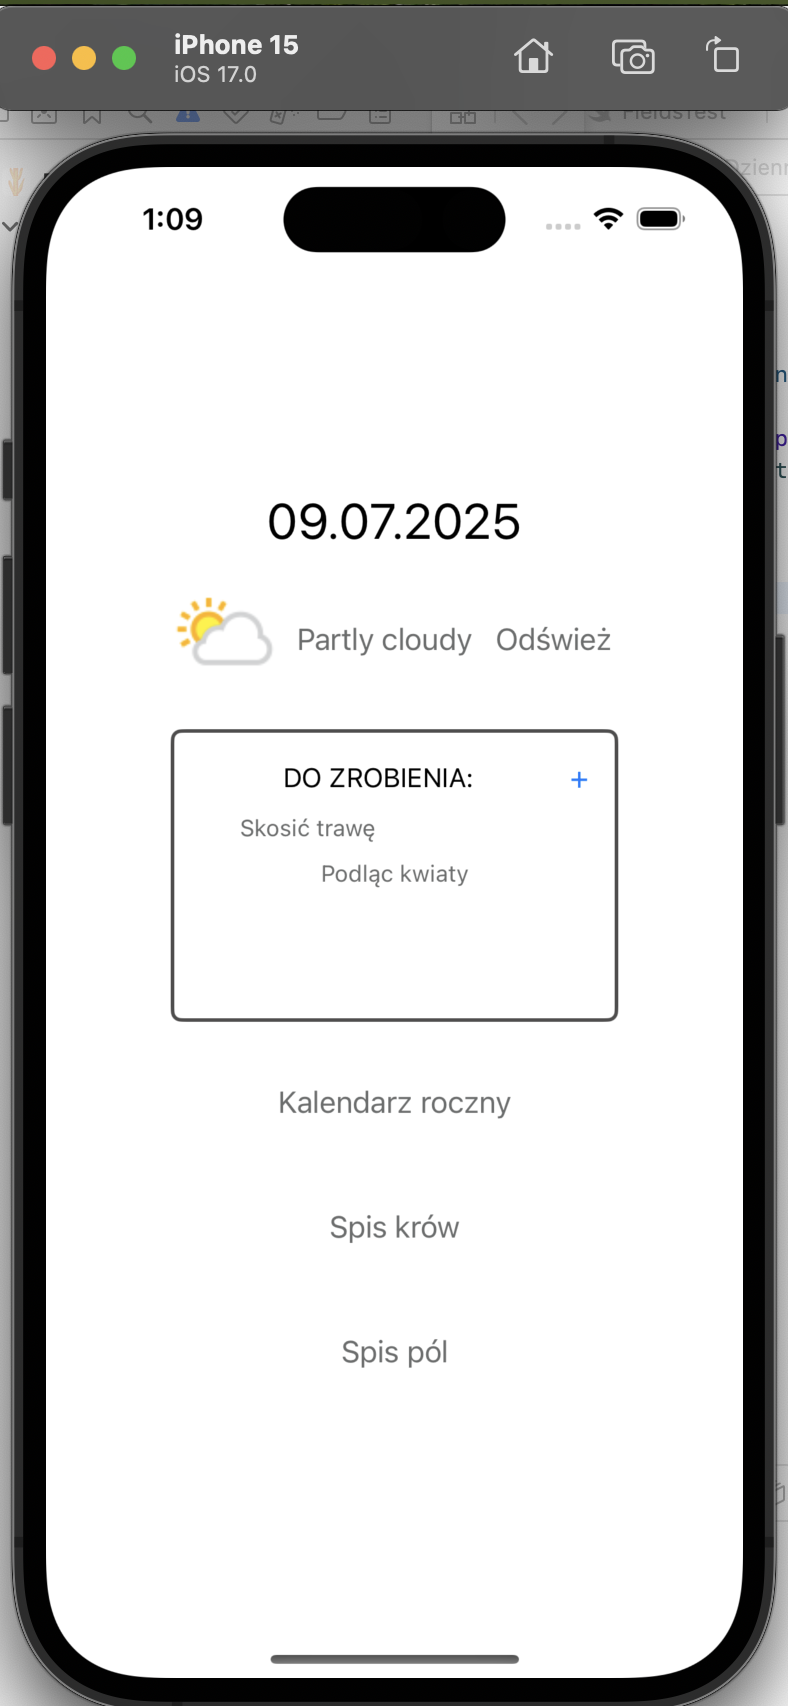 iPhone 15
iOS 17.0
FieldsTest
1:09
09.07.2025
Partly cloudy Odśwież
DO ZROBIENIA: +
Skosić trawę
Podląc kwiaty
Kalendarz roczny
Spis krów
Spis pól